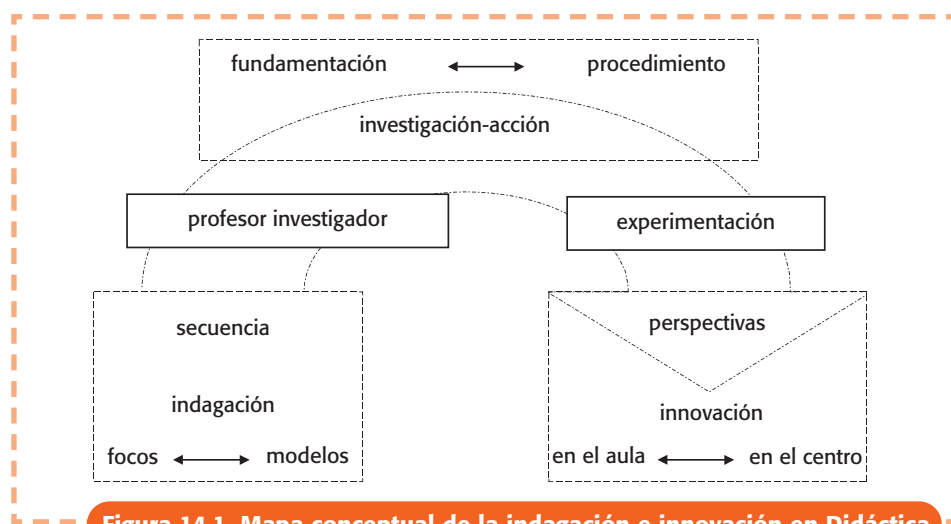 fundamentación ↔ procedimiento
investigación-acción
profesor investigador
experimentación
secuencia
indagación
focos ↔ modelos
perspectivas
innovación
en el aula ↔ en el centro
Figura 14.1. Mapa conceptual de la indagación e innovación en Didáctica